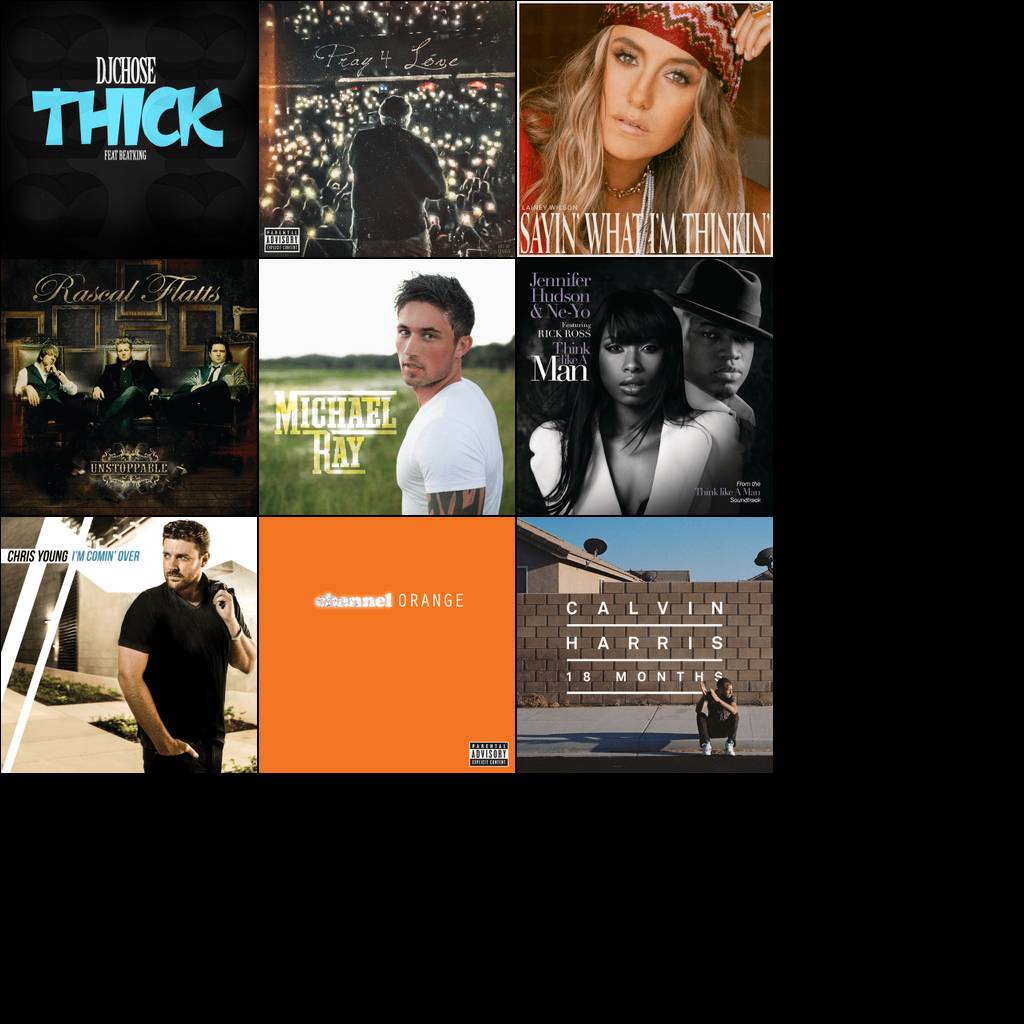 DJCHOSE
THICK
FEAT BEATKING
Pray 4 Love
PARENTAL
ADVISORY
EXPLICIT CONTENT
LAINEY WILSON
SAYIN' WHAT I'M THINKIN'
Rascal Flatts
UNSTOPPABLE
MICHAEL
RAY
Jennifer
Hudson
& Ne-Yo
Featuring
RICK ROSS
Think
like A
Man
From the
Think like A Man
Soundtrack
CHRIS YOUNG I'M COMIN' OVER
channel ORANGE
PARENTAL
ADVISORY
EXPLICIT CONTENT
CALVIN
HARRIS
18 MONTHS